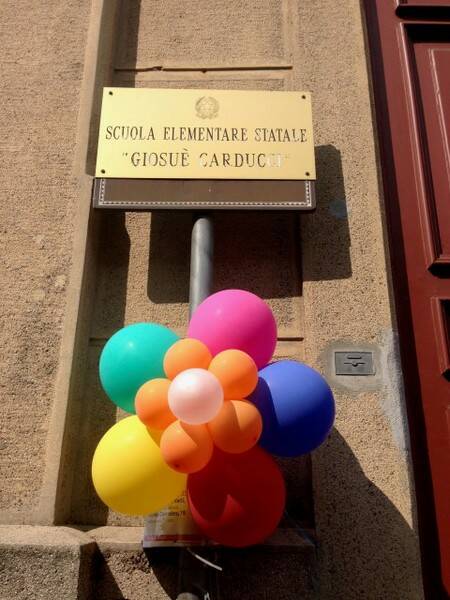 SCUOLA ELEMENTARE STATALE
"GIOSUÈ CARDUCCI"